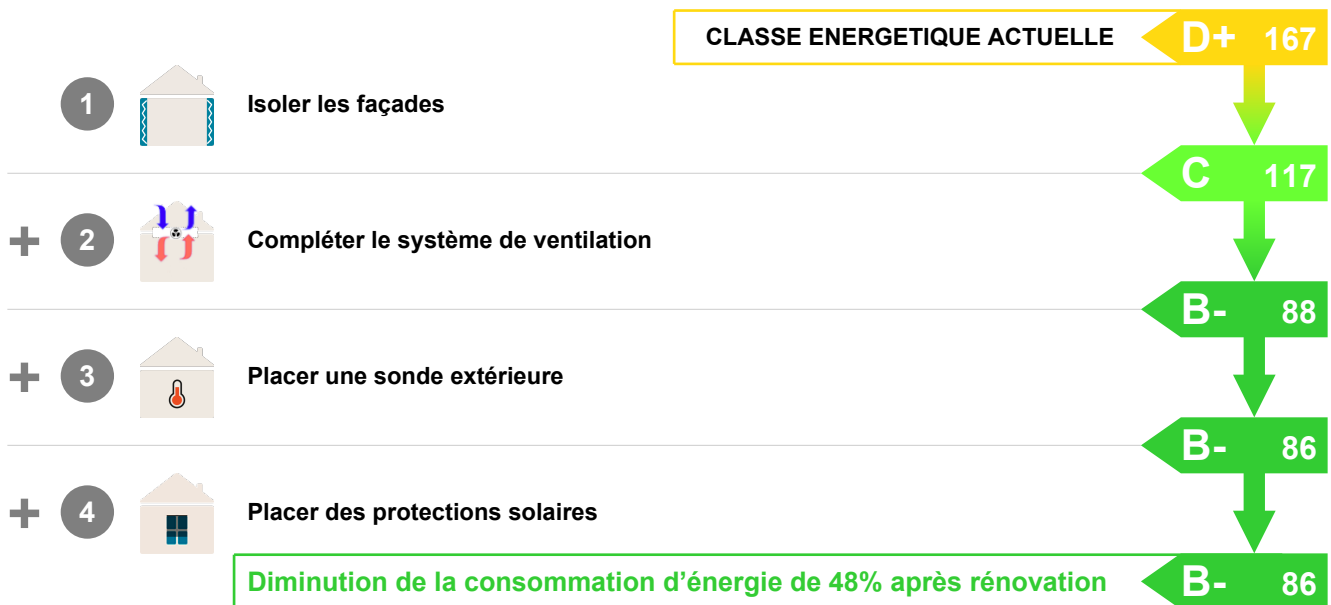 CLASSE ENERGETIQUE ACTUELLE D+ 167
1 Isoler les façades
C 117
+ 2 Compléter le système de ventilation
B- 88
+ 3 Placer une sonde extérieure
B- 86
+ 4 Placer des protections solaires
Diminution de la consommation d’énergie de 48% après rénovation B- 86